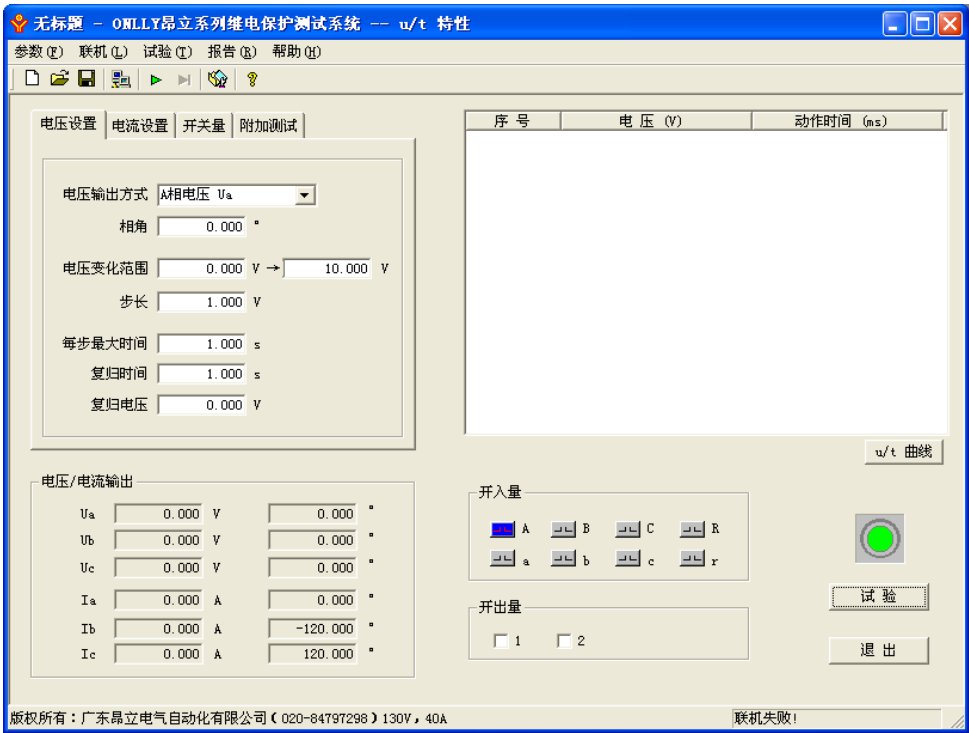 无标题 - ONLLY昂立系列继电保护测试系统 -- u/t 特性
参数(F) 联机(L) 试验(T) 报告(R) 帮助(H)
电压设置 电流设置 开关量 附加测试
电压输出方式 A相电压 Ua
相角 0.000 °
电压变化范围 0.000 V → 10.000 V
步长 1.000 V
每步最大时间 1.000 s
复归时间 1.000 s
复归电压 0.000 V
序号 电 压 (V) 动作时间 (ms)
u/t 曲线
电压/电流输出
Ua 0.000 V 0.000 °
Ub 0.000 V 0.000 °
Uc 0.000 V 0.000 °
Ia 0.000 A 0.000 °
Ib 0.000 A -120.000 °
Ic 0.000 A 120.000 °
开入量
A B C R
a b c r
开出量
1 2
试 验
退 出
版权所有：广东昂立电气自动化有限公司(020-84797298)130V，40A 联机失败!